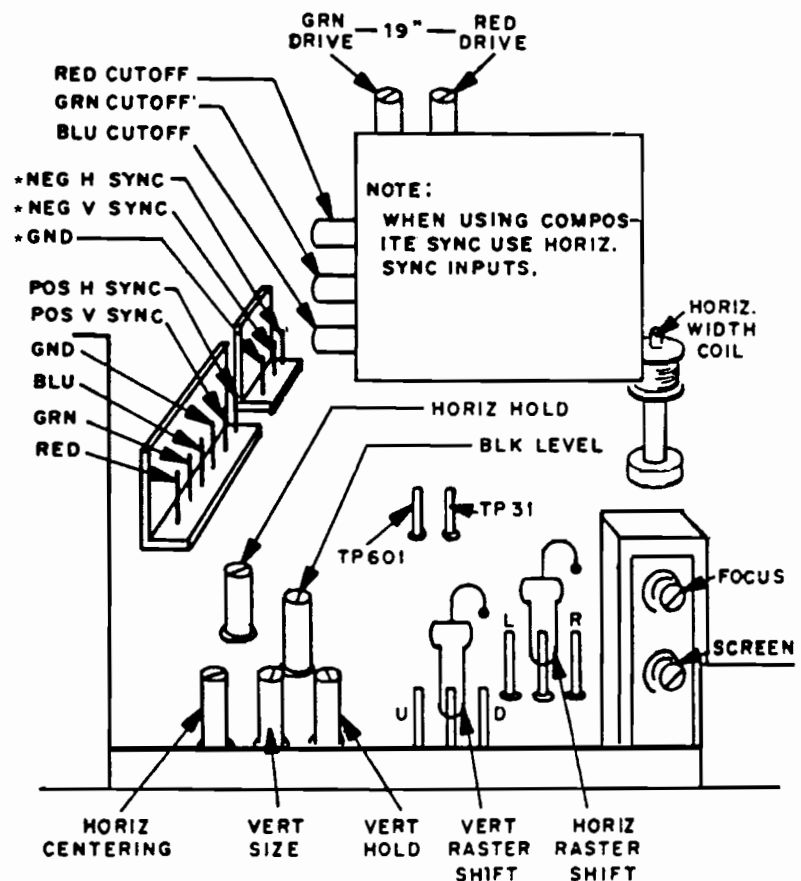 GRN DRIVE
19"
RED DRIVE
RED CUTOFF
GRN CUTOFF'
BLU CUTOFF
*NEG H SYNC
*NEG V SYNC
*GND
POS H SYNC
POS V SYNC
GND
BLU
GRN
RED
NOTE:
WHEN USING COMPOS-
ITE SYNC USE HORIZ.
SYNC INPUTS.
HORIZ.
WIDTH
COIL
HORIZ HOLD
BLK LEVEL
TP601
TP31
FOCUS
SCREEN
L
R
U
D
HORIZ
CENTERING
VERT
SIZE
VERT
HOLD
VERT
RASTER
SHIFT
HORIZ
RASTER
SHIFT